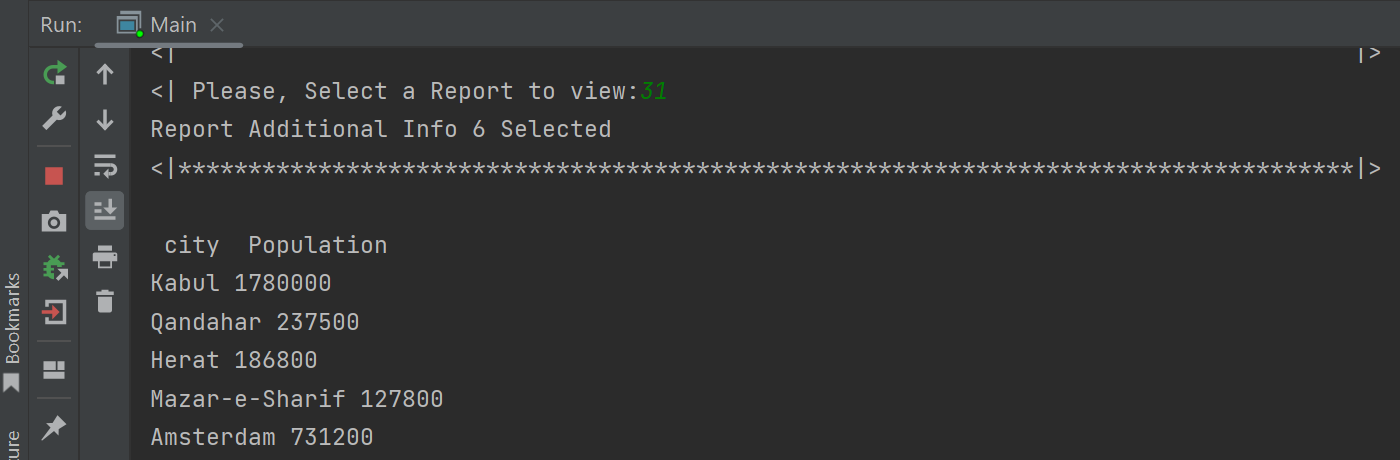 Run: Main
<| |>
<| Please, Select a Report to view:31
Report Additional Info 6 Selected
<|************************************************************************************|>
city Population
Kabul 1780000
Qandahar 237500
Herat 186800
Mazar-e-Sharif 127800
Amsterdam 731200
Bookmarks